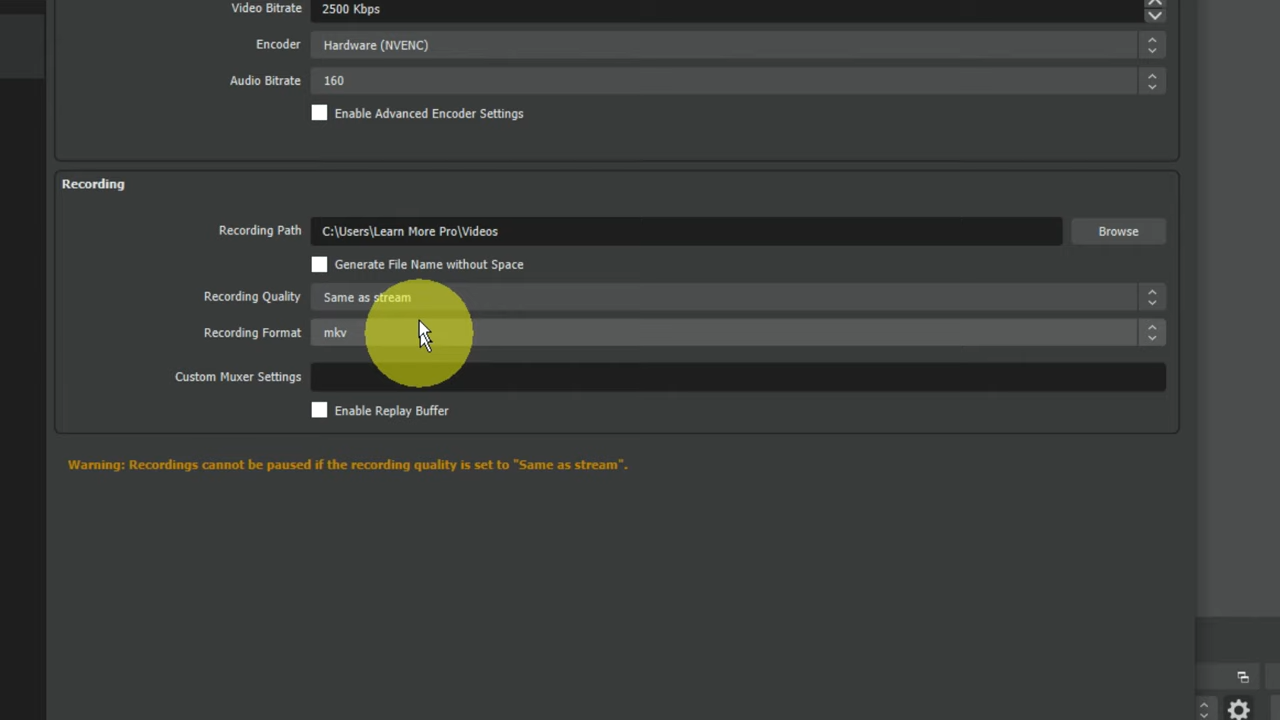 Video Bitrate 2500 Kbps
Encoder Hardware (NVENC)
Audio Bitrate 160
Enable Advanced Encoder Settings
Recording
Recording Path C:\Users\Learn More Pro\Videos Browse
Generate File Name without Space
Recording Quality Same as stream
Recording Format mkv
Custom Muxer Settings
Enable Replay Buffer
Warning: Recordings cannot be paused if the recording quality is set to "Same as stream".